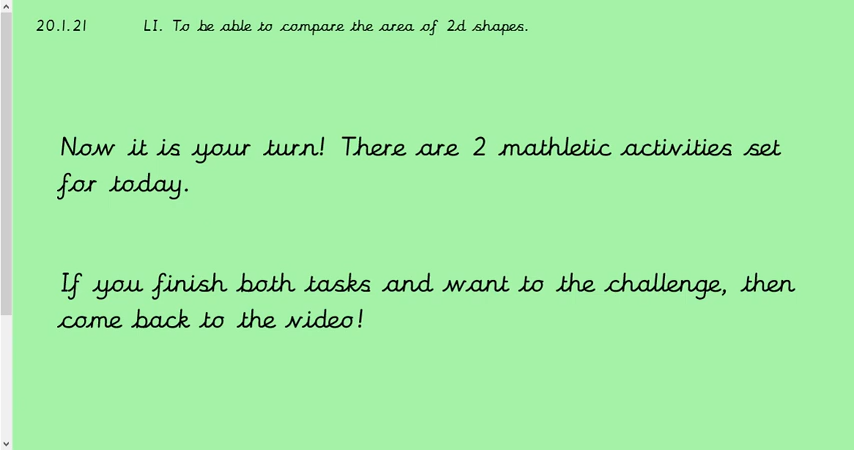 20.1.21 LI. To be able to compare the area of 2d shapes.
Now it is your turn! There are 2 mathletic activities set
for today.
If you finish both tasks and want to the challenge, then
come back to the video!